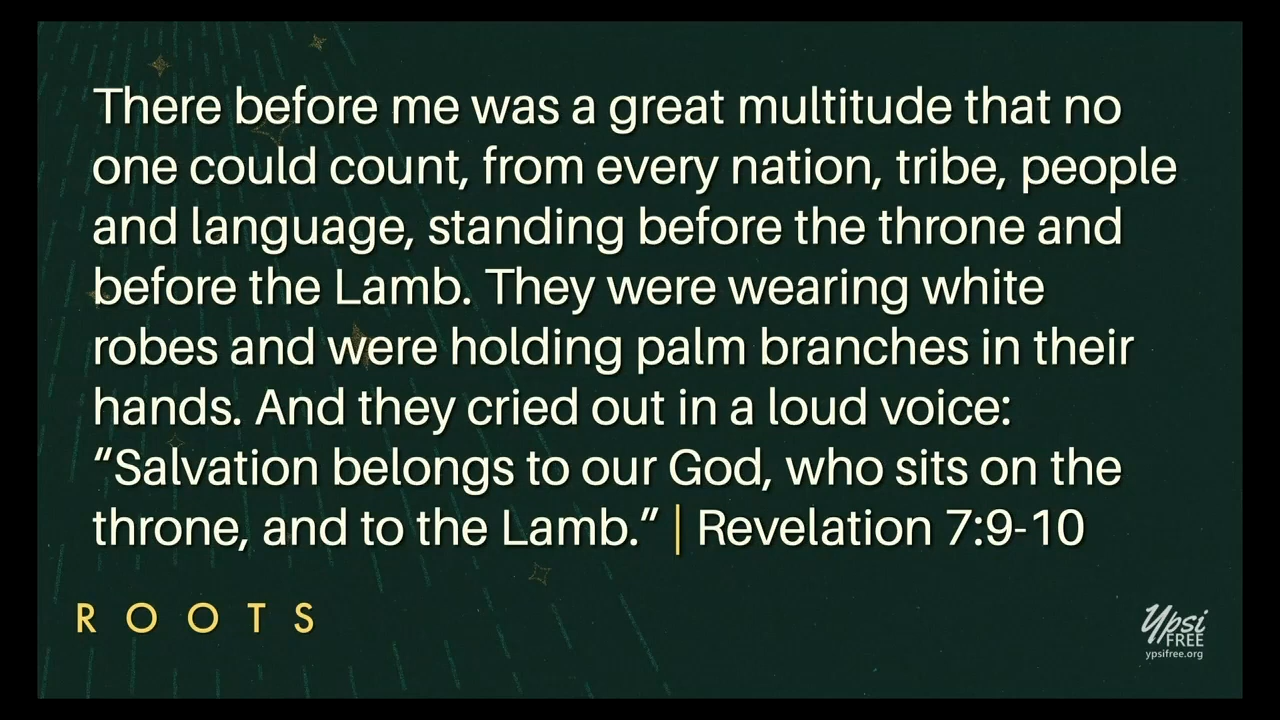 There before me was a great multitude that no
one could count, from every nation, tribe, people
and language, standing before the throne and
before the Lamb. They were wearing white
robes and were holding palm branches in their
hands. And they cried out in a loud voice:
“Salvation belongs to our God, who sits on the
throne, and to the Lamb.” | Revelation 7:9-10
ROOTS
Ypsi
FREE
ypsifree.org